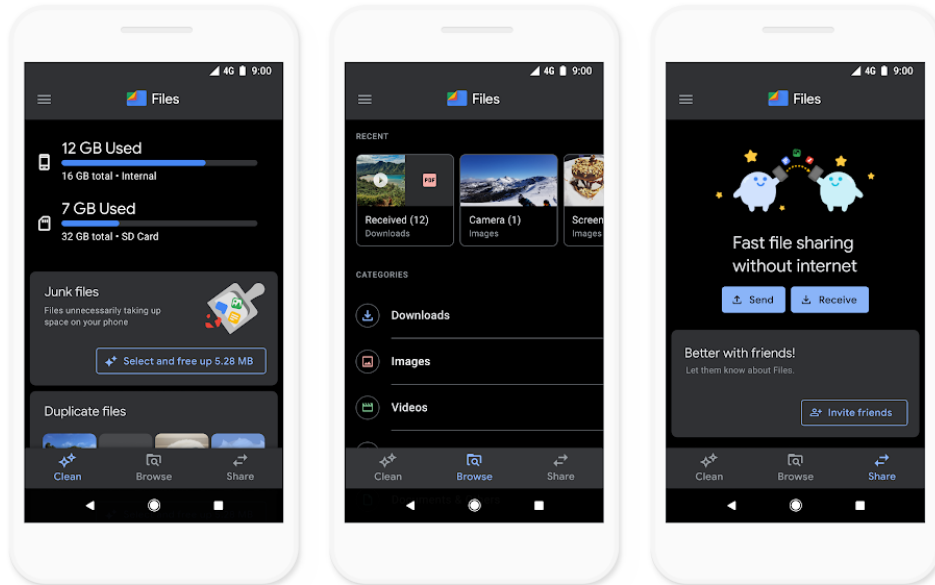 4G 9:00
Files
12 GB Used
16 GB total • Internal
7 GB Used
32 GB total • SD Card
Junk files
Files unnecessarily taking up
space on your phone
Select and free up 5.28 MB
Duplicate files
Clean
Browse
Share
4G 9:00
Files
RECENT
PDF
Received (12)
Downloads
Camera (1)
Images
Screen
Images
CATEGORIES
Downloads
Images
Videos
Clean
Browse
Share
4G 9:00
Files
Fast file sharing
without internet
Send
Receive
Better with friends!
Let them know about Files.
Invite friends
Clean
Browse
Share